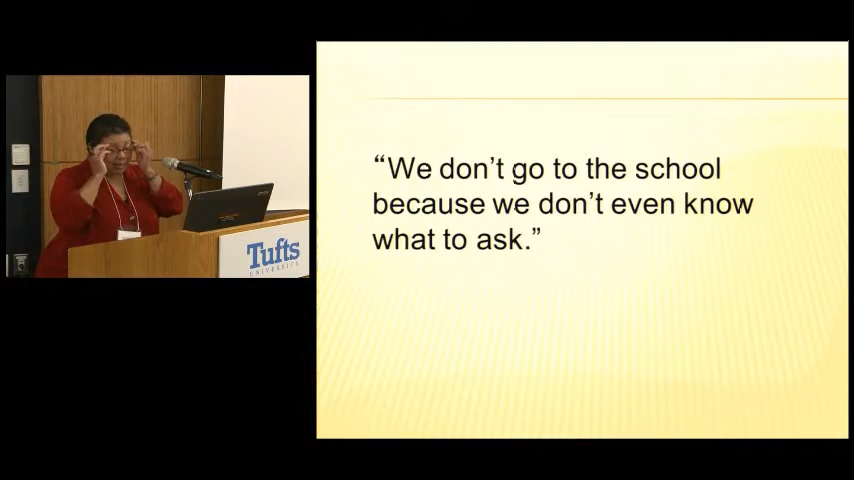 Tufts
UNIVERSITY
“We don’t go to the school
because we don’t even know
what to ask.”